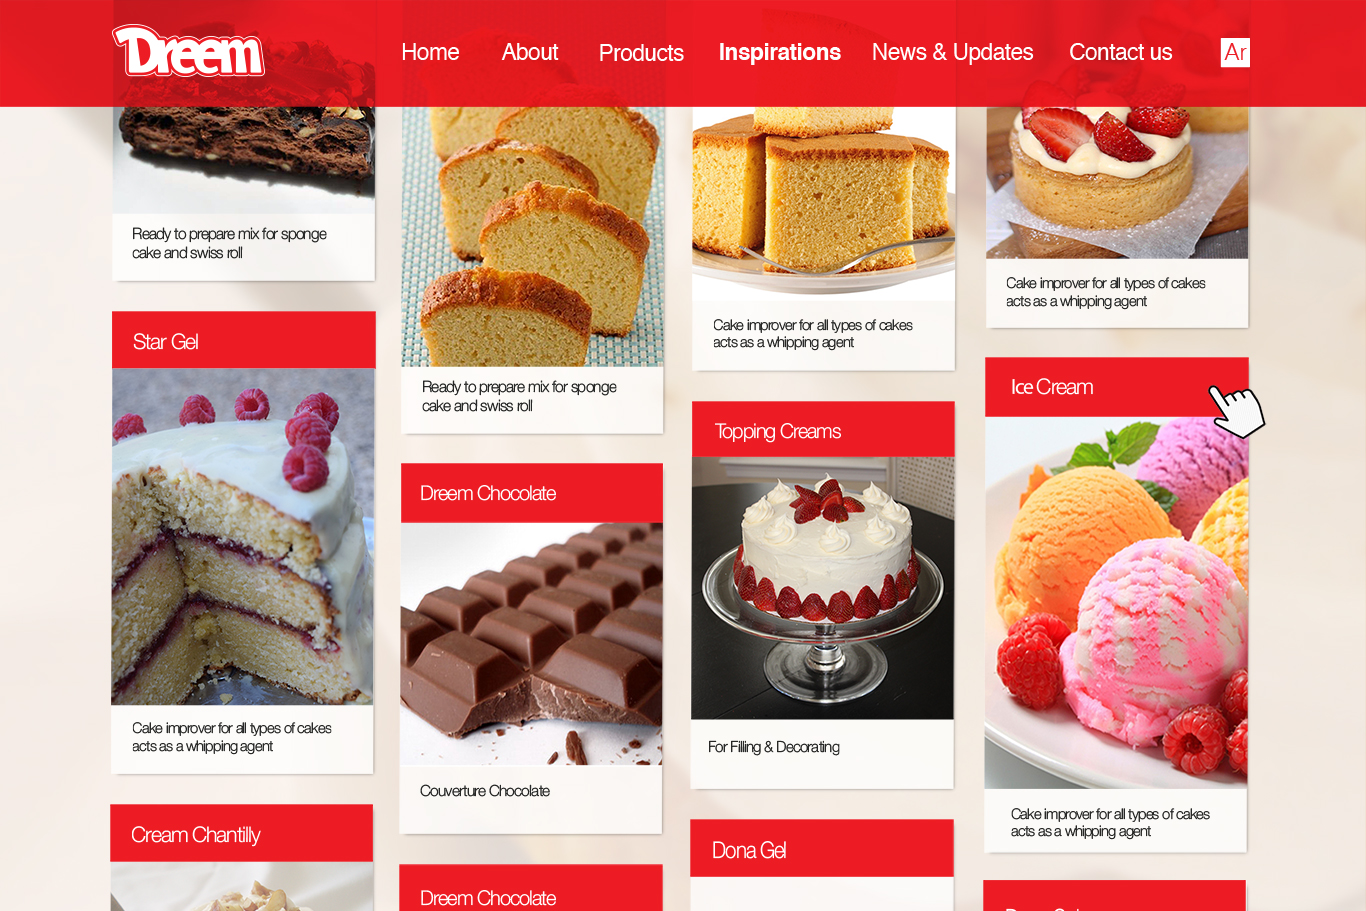 Dreem
Home
About
Products
Inspirations
News & Updates
Contact us
Ar
Ready to prepare mix for sponge
cake and swiss roll
Star Gel
Cake improver for all types of cakes
acts as a whipping agent
Cream Chantilly
Ready to prepare mix for sponge
cake and swiss roll
Dreem Chocolate
Couverture Chocolate
Dreem Chocolate
Cake improver for all types of cakes
acts as a whipping agent
Topping Creams
For Filling & Decorating
Dona Gel
Cake improver for all types of cakes
acts as a whipping agent
Ice Cream
Cake improver for all types of cakes
acts as a whipping agent